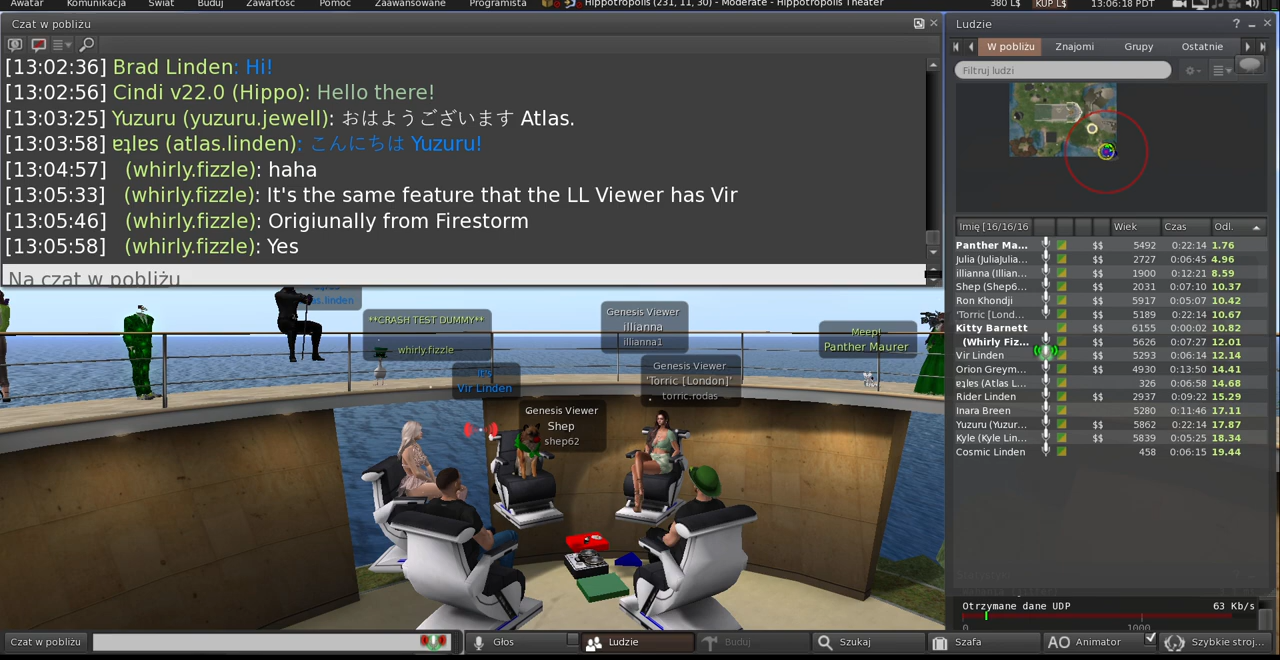 Awatar Komunikacja Świat Buduj Zawartość Pomoc Zaawansowane Programista Hippotropolis (231, 11, 30) - Moderate - Hippotropolis Theater 380 L$ KUP L$ 13:06:18 PDT
Czat w pobliżu
[13:02:36] Brad Linden: Hi!
[13:02:56] Cindi v22.0 (Hippo): Hello there!
[13:03:25] Yuzuru (yuzuru.jewell): おはようございます Atlas.
[13:03:58] ɐʇlɐs (atlas.linden): こんにちは Yuzuru!
[13:04:57] (whirly.fizzle): haha
[13:05:33] (whirly.fizzle): It's the same feature that the LL Viewer has Vir
[13:05:46] (whirly.fizzle): Origiunally from Firestorm
[13:05:58] (whirly.fizzle): Yes
Na czat w pobliżu
as.linden
**CRASH TEST DUMMY**
whirly.fizzle
It's
Vir Linden
Genesis Viewer
illianna
illianna1
Genesis Viewer
'Torric [London]'
torric.rodas
Genesis Viewer
Shep
shep62
Meep!
Panther Maurer
Ludzie
? _ ×
W pobliżu Znajomi Grupy Ostatnie
Filtruj ludzi
Imię [16/16/16 Wiek Czas Odl.
Panther Ma... $$ 5492 0:22:14 1.76
Julia (JuliaJulia... $$ 2727 0:06:45 4.96
illianna (Illian... $$ 1900 0:12:21 8.59
Shep (Shep6... $$ 2031 0:07:10 10.37
Ron Khondji $$ 5917 0:05:07 10.42
'Torric [Lond... $$ 5189 0:22:14 10.67
Kitty Barnett 6155 0:00:02 10.82
(Whirly Fiz... $$ 5626 0:07:27 12.01
Vir Linden 5293 0:06:14 12.14
Orion Greym... $$ 4930 0:13:50 14.41
ɐʇlɐs (Atlas L... 326 0:06:58 14.68
Rider Linden $$ 2937 0:09:22 15.29
Inara Breen 5280 0:11:46 17.11
Yuzuru (Yuzur... $$ 5862 0:22:14 17.87
Kyle (Kyle Lin... $$ 5839 0:05:25 18.34
Cosmic Linden 458 0:06:15 19.44
Otrzymane dane UDP 63 Kb/s
0 1000
Czat w pobliżu Głos Ludzie Buduj Szukaj Szafa AO Animator Szybkie stroj...